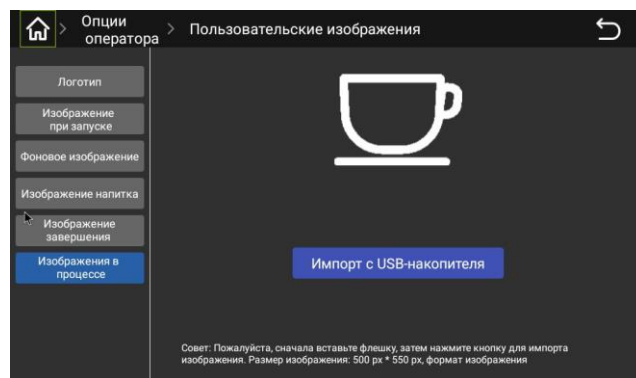 Опции
оператора
> > Пользовательские изображения
Логотип
Изображение
при запуске
Фоновое изображение
Изображение напитка
Изображение
завершения
Изображения в
процессе
Импорт с USB-накопителя
Совет: Пожалуйста, сначала вставьте флешку, затем нажмите кнопку для импорта
изображения. Размер изображения: 500 px * 550 px, формат изображения